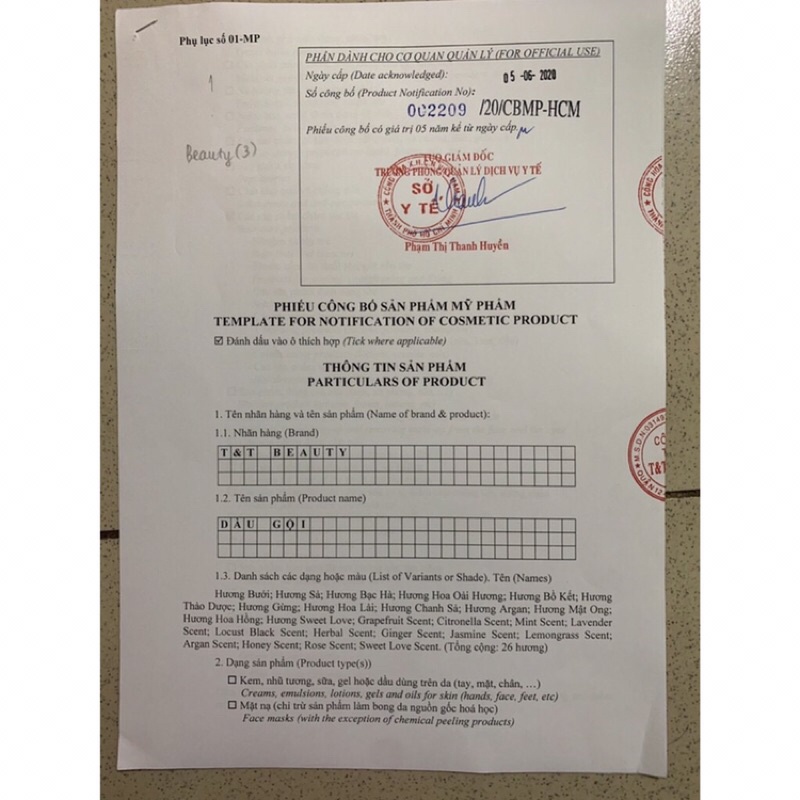 Phụ lục số 01-MP
Beauty (3)
PHẦN DÀNH CHO CƠ QUAN QUẢN LÝ (FOR OFFICIAL USE)
Ngày cấp (Date acknowledged): 05-06-2020
Số công bố (Product Notification No):
002209 /20/CBMP-HCM
Phiếu công bố có giá trị 05 năm kể từ ngày cấp.
TUQ GIÁM ĐỐC
TRƯỞNG PHÒNG QUẢN LÝ DỊCH VỤ Y TẾ
SỞ
Y TẾ
THÀNH PHỐ HỒ CHÍ MINH
Phạm Thị Thanh Huyền
PHIẾU CÔNG BỐ SẢN PHẨM MỸ PHẨM
TEMPLATE FOR NOTIFICATION OF COSMETIC PRODUCT
☑ Đánh dấu vào ô thích hợp (Tick where applicable)
THÔNG TIN SẢN PHẨM
PARTICULARS OF PRODUCT
1. Tên nhãn hàng và tên sản phẩm (Name of brand & product):
1.1. Nhãn hàng (Brand)
T&T BEAUTY
1.2. Tên sản phẩm (Product name)
DẦU GỘI
1.3. Danh sách các dạng hoặc màu (List of Variants or Shade). Tên (Names)
Hương Bưởi; Hương Sả; Hương Bạc Hà; Hương Hoa Oải Hương; Hương Bồ Kết; Hương
Thảo Dược; Hương Gừng; Hương Hoa Lài; Hương Chanh Sả; Hương Argan; Hương Mật Ong;
Hương Hoa Hồng; Hương Sweet Love; Grapefruit Scent; Citronella Scent; Mint Scent; Lavender
Scent; Locust Black Scent; Herbal Scent; Ginger Scent; Jasmine Scent; Lemongrass Scent;
Argan Scent; Honey Scent; Rose Scent; Sweet Love Scent. (Tổng cộng: 26 hương)
2. Dạng sản phẩm (Product type(s))
☐ Kem, nhũ tương, sữa, gel hoặc dầu dùng trên da (tay, mặt, chân, …)
Creams, emulsions, lotions, gels and oils for skin (hands, face, feet, etc)
☐ Mặt nạ (chỉ trừ sản phẩm làm bong da nguồn gốc hoá học)
Face masks (with the exception of chemical peeling products)